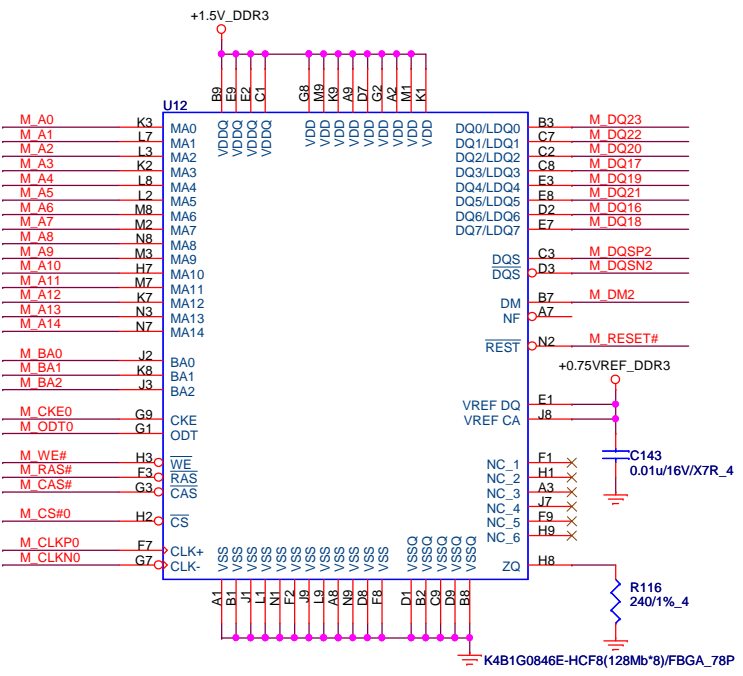 +1.5V_DDR3
B9 E9 E2 C1 G8 M9 K9 A9 D7 G2 A2 M1 K1
U12
VDDQ VDDQ VDDQ VDDQ VDD VDD VDD VDD VDD VDD VDD VDD VDD
M_A0 K3 MA0 DQ0/LDQ0 B3 M_DQ23
M_A1 L7 MA1 DQ1/LDQ1 C7 M_DQ22
M_A2 L3 MA2 DQ2/LDQ2 C2 M_DQ20
M_A3 K2 MA3 DQ3/LDQ3 C8 M_DQ17
M_A4 L8 MA4 DQ4/LDQ4 E3 M_DQ19
M_A5 L2 MA5 DQ5/LDQ5 E8 M_DQ21
M_A6 M8 MA6 DQ6/LDQ6 D2 M_DQ16
M_A7 M2 MA7 DQ7/LDQ7 E7 M_DQ18
M_A8 N8 MA8
M_A9 M3 MA9 DQS C3 M_DQSP2
M_A10 H7 MA10 DQS D3 M_DQSN2
M_A11 M7 MA11
M_A12 K7 MA12 DM B7 M_DM2
M_A13 N3 MA13 NF A7
M_A14 N7 MA14
REST N2 M_RESET#
M_BA0 J2 BA0
M_BA1 K8 BA1 +0.75VREF_DDR3
M_BA2 J3 BA2
VREF DQ E1
M_CKE0 G9 CKE VREF CA J8
M_ODT0 G1 ODT
M_WE# H3 WE NC_1 F1 C143
M_RAS# F3 RAS NC_2 H1 0.01u/16V/X7R_4
M_CAS# G3 CAS NC_3 A3
NC_4 J7
M_CS#0 H2 CS NC_5 F9
NC_6 H9
M_CLKP0 F7 CLK+
M_CLKN0 G7 CLK- ZQ H8
VSS VSS VSS VSS VSS VSS VSS VSS VSS VSS VSS VSS VSSQ VSSQ VSSQ VSSQ VSSQ
R116
240/1%_4
A1 B1 J1 L1 N1 F2 J9 L9 A8 N9 D8 F8 D1 B2 C9 D9 B8
K4B1G0846E-HCF8(128Mb*8)/FBGA_78P